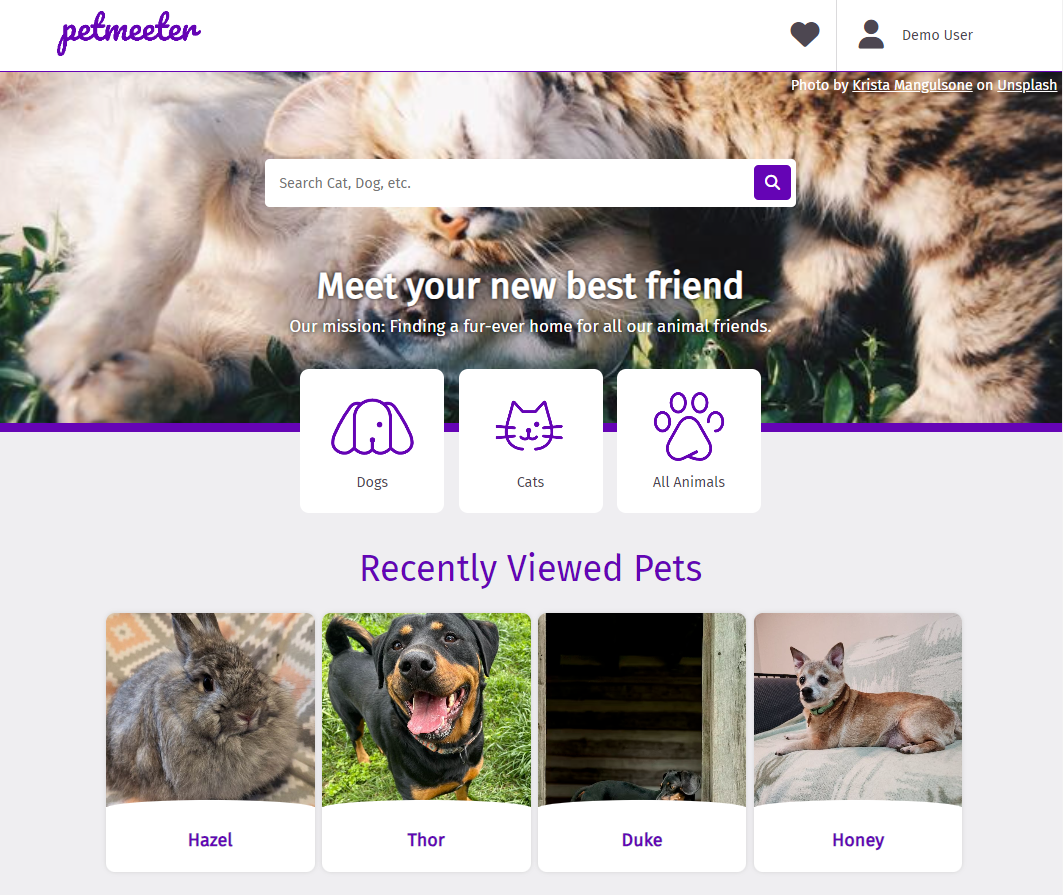 petmeeter
Demo User
Photo by Krista Mangulsone on Unsplash
Search Cat, Dog, etc.
Meet your new best friend
Our mission: Finding a fur-ever home for all our animal friends.
Dogs
Cats
All Animals
Recently Viewed Pets
Hazel
Thor
Duke
Honey